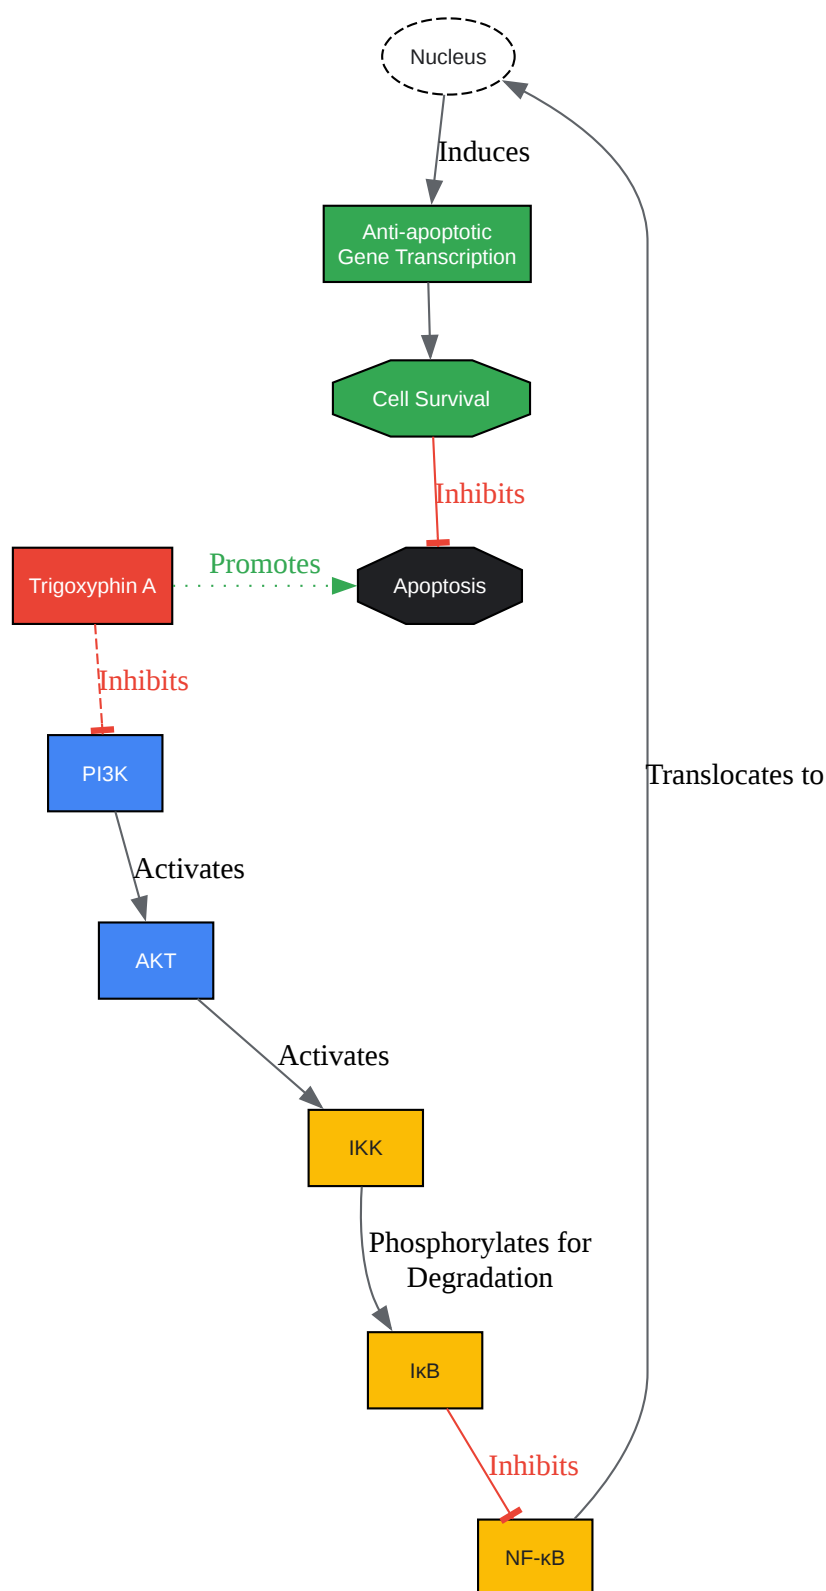 Nucleus
Induces
Anti-apoptotic
Gene Transcription
Cell Survival
Inhibits
Promotes
Trigoxyphin A
Apoptosis
Inhibits
PI3K
Translocates to
Activates
AKT
Activates
IKK
Phosphorylates for
Degradation
IκB
Inhibits
NF-κB